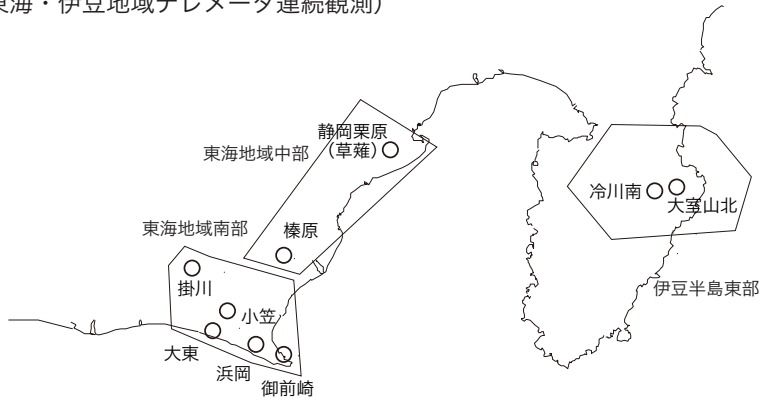 東海・伊豆地域テレメータ連続観測）
静岡栗原
（草薙）
東海地域中部
冷川南
大室山北
東海地域南部
榛原
掛川
伊豆半島東部
小笠
大東
浜岡
御前崎